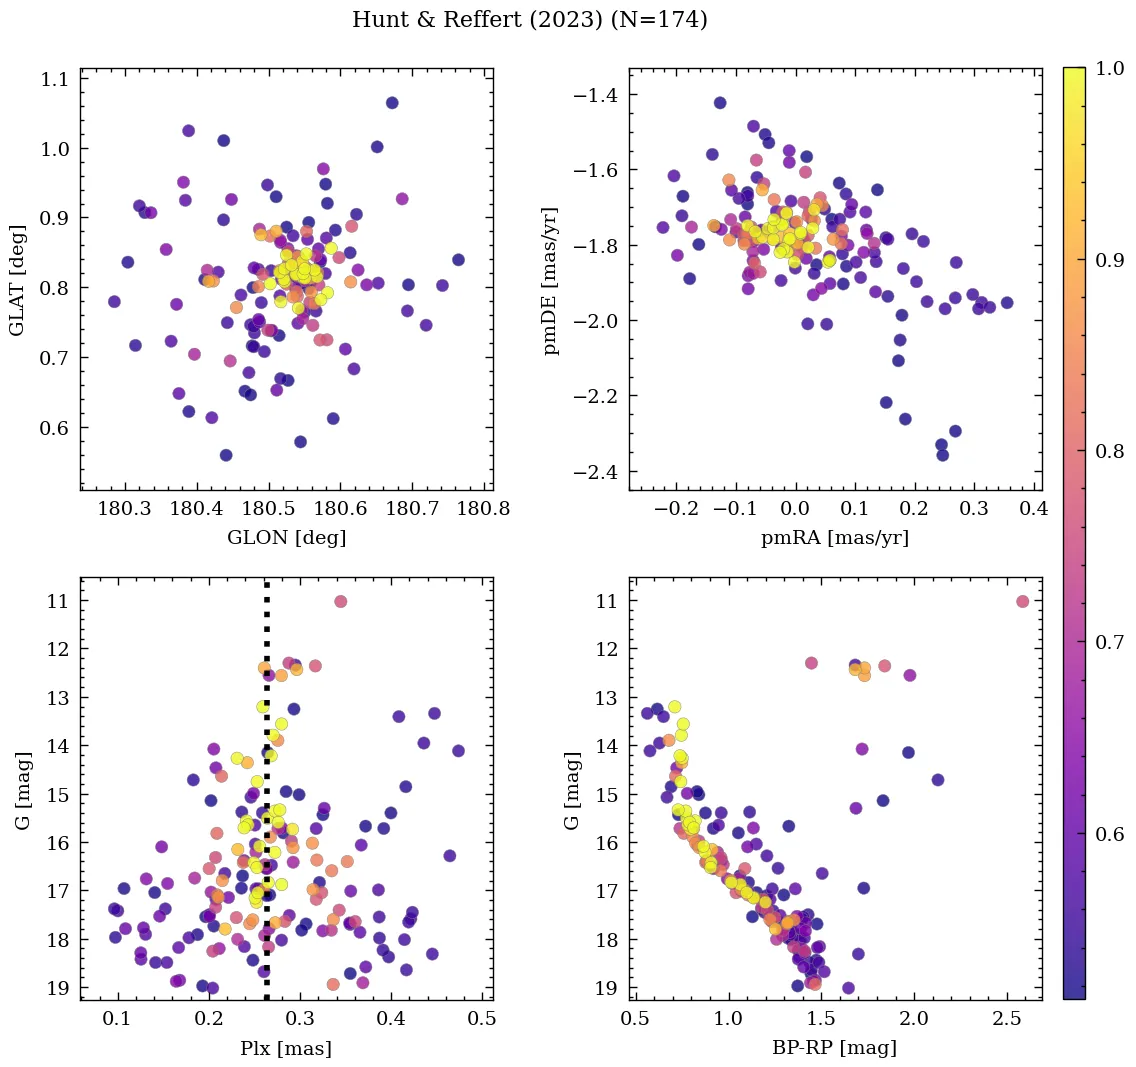 Hunt & Reffert (2023) (N=174)
1.1
1.0
0.9
0.8
0.7
0.6
GLAT [deg]
180.3 180.4 180.5 180.6 180.7 180.8
GLON [deg]
−1.4
−1.6
−1.8
−2.0
−2.2
−2.4
pmDE [mas/yr]
−0.2 −0.1 0.0 0.1 0.2 0.3 0.4
pmRA [mas/yr]
11
12
13
14
15
16
17
18
19
G [mag]
0.1 0.2 0.3 0.4 0.5
Plx [mas]
11
12
13
14
15
16
17
18
19
G [mag]
0.5 1.0 1.5 2.0 2.5
BP-RP [mag]
1.0
0.9
0.8
0.7
0.6